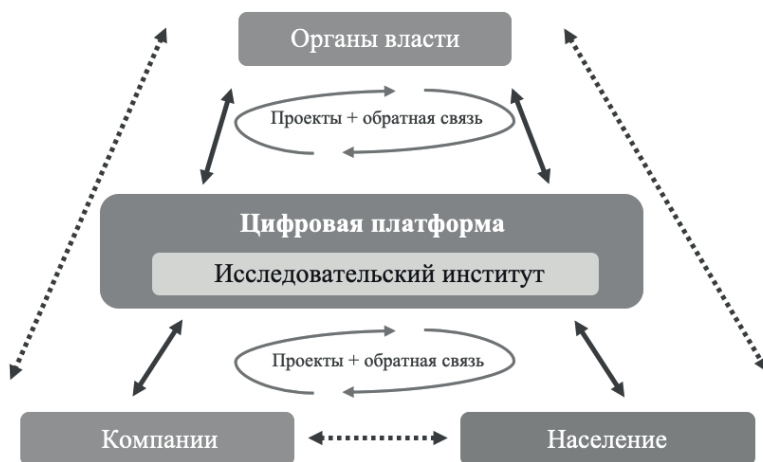 Органы власти
Проекты + обратная связь
Цифровая платформа
Исследовательский институт
Проекты + обратная связь
Компании
Население